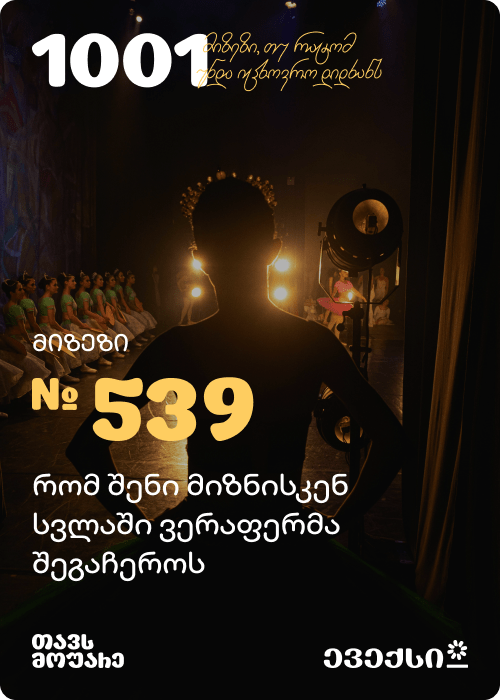 1001 მიზეზი, თუ რატომ
უნდა იცხოვრო დიდხანს
მიზეზი
№ 539
რომ შენი მიზნისკენ
სვლაში ვერაფერმა
შეგაჩეროს
თავს
მოუარე
ევექსი